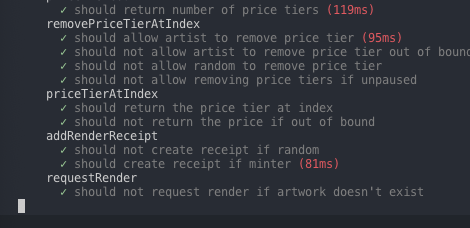 ✓ should return number of price tiers (119ms)
removePriceTierAtIndex
✓ should allow artist to remove price tier (95ms)
✓ should not allow artist to remove price tier out of bound
✓ should not allow random to remove price tier
✓ should not allow removing price tiers if unpaused
priceTierAtIndex
✓ should return the price tier at index
✓ should not return the price if out of bound
addRenderReceipt
✓ should not create receipt if random
✓ should create receipt if minter (81ms)
requestRender
✓ should not request render if artwork doesn't exist